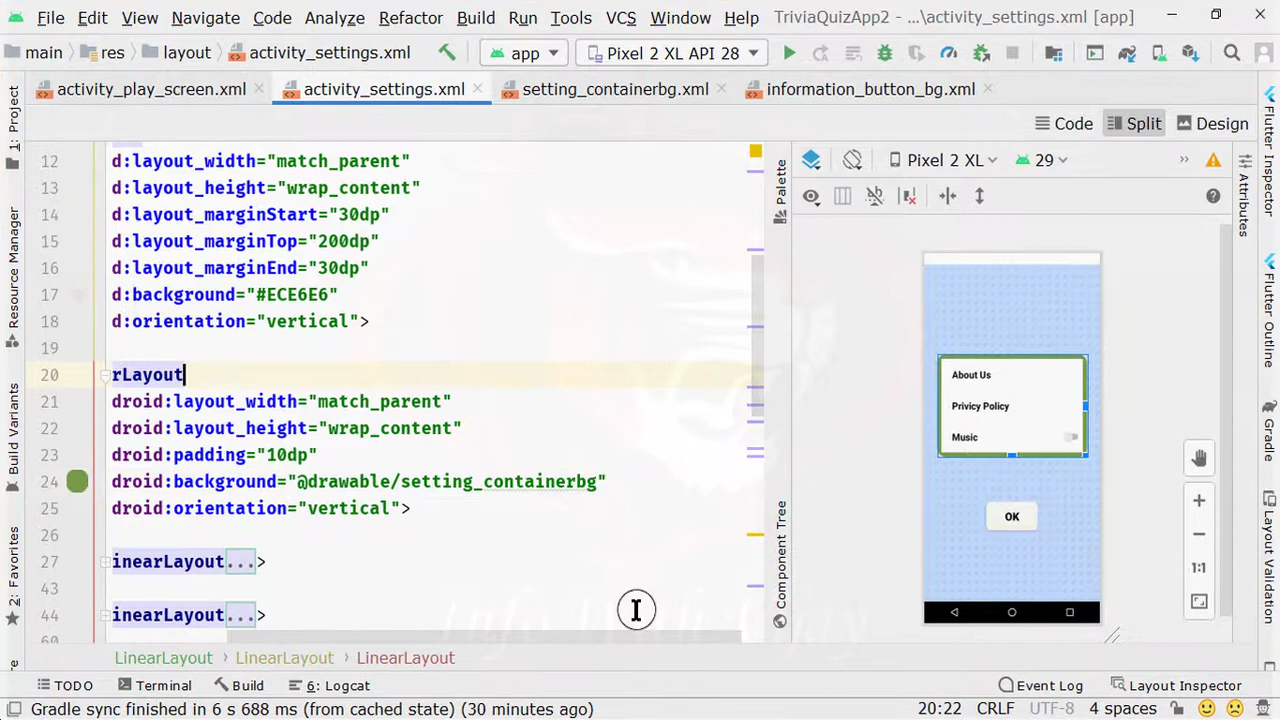 File Edit View Navigate Code Analyze Refactor Build Run Tools VCS Window Help TriviaQuizApp2 - ...\activity_settings.xml [app]
main res layout activity_settings.xml app Pixel 2 XL API 28
activity_play_screen.xml activity_settings.xml setting_containerbg.xml information_button_bg.xml
Code Split Design
12 d:layout_width="match_parent"
13 d:layout_height="wrap_content"
14 d:layout_marginStart="30dp"
15 d:layout_marginTop="200dp"
16 d:layout_marginEnd="30dp"
17 d:background="#ECE6E6"
18 d:orientation="vertical">
19
20 rLayout
21 droid:layout_width="match_parent"
22 droid:layout_height="wrap_content"
23 droid:padding="10dp"
24 droid:background="@drawable/setting_containerbg"
25 droid:orientation="vertical">
26
27 inearLayout...>
43
44 inearLayout...>
60
LinearLayout LinearLayout LinearLayout
1: Project
Resource Manager
Build Variants
2: Favorites
Palette
Component Tree
Pixel 2 XL 29
About Us
Privicy Policy
Music
OK
1:1
Attributes
Flutter Inspector
Flutter Outline
Gradle
Layout Validation
TODO Terminal Build 6: Logcat Event Log Layout Inspector
Gradle sync finished in 6 s 688 ms (from cached state) (30 minutes ago) 20:22 CRLF UTF-8 4 spaces